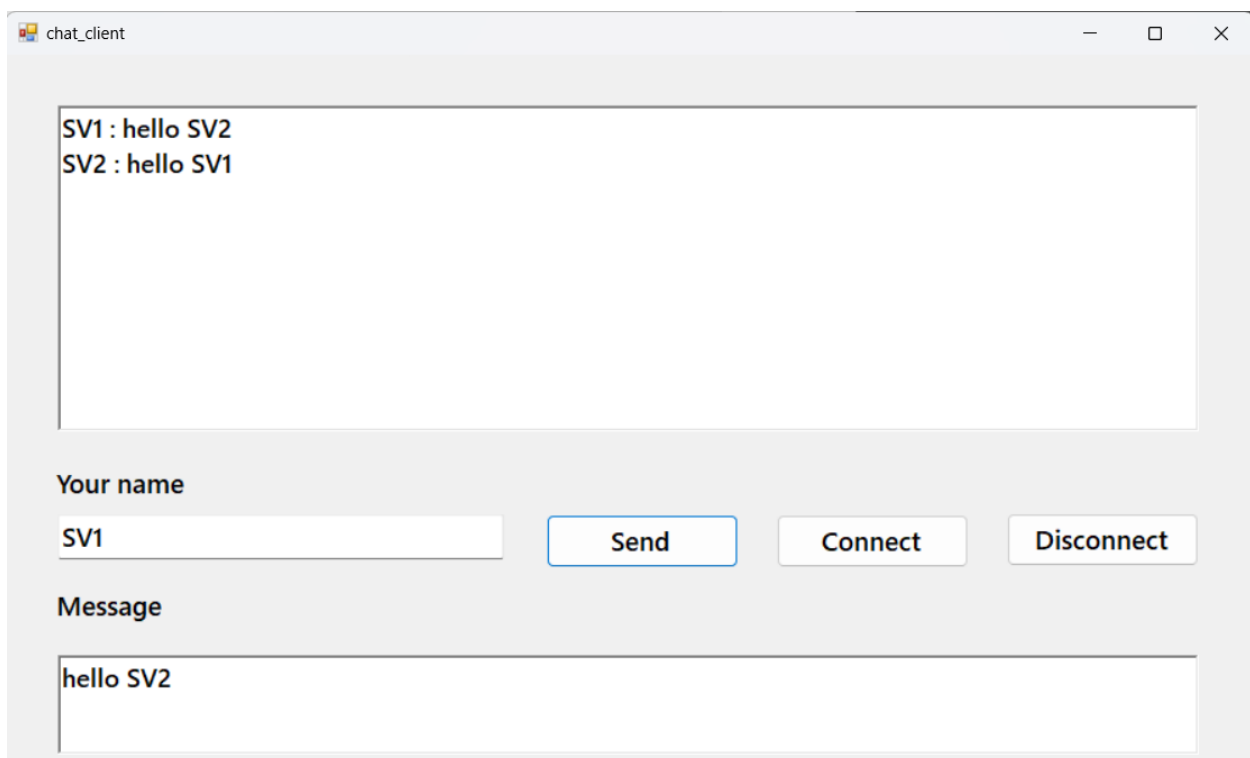 chat_client
SV1 : hello SV2
SV2 : hello SV1
Your name
SV1
Send
Connect
Disconnect
Message
hello SV2